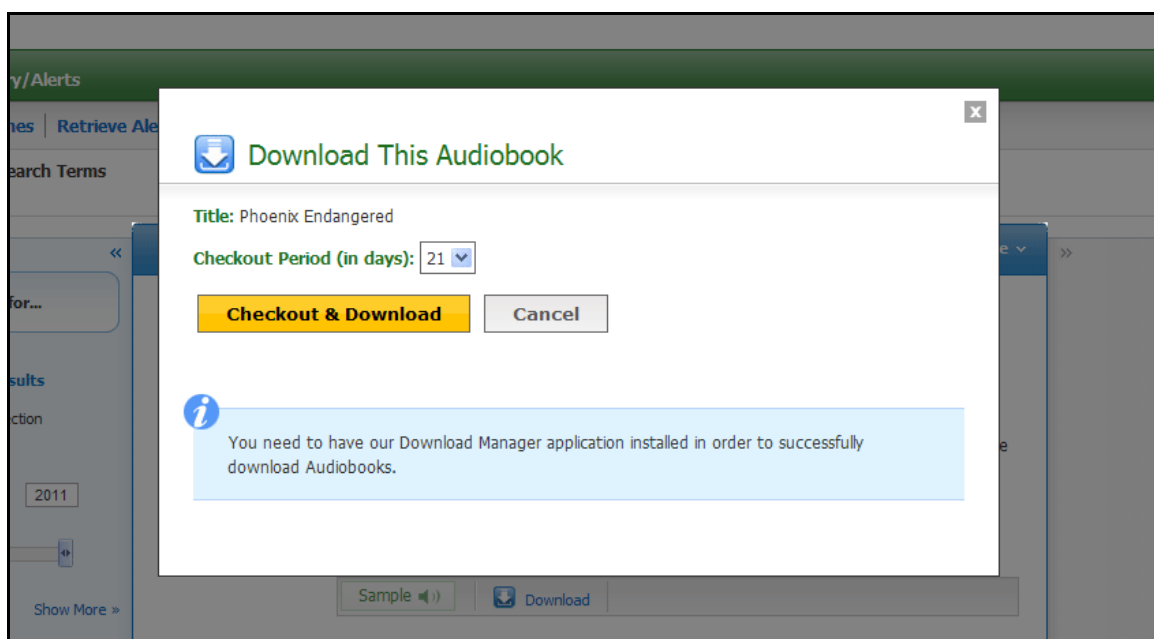 y/Alerts
nes | Retrieve Ale
earch Terms
«
for...
sults
ction
2011
Show More »
x
Download This Audiobook
Title: Phoenix Endangered
Checkout Period (in days): 21
Checkout & Download
Cancel
i
You need to have our Download Manager application installed in order to successfully
download Audiobooks.
e
»
e
Sample
Download